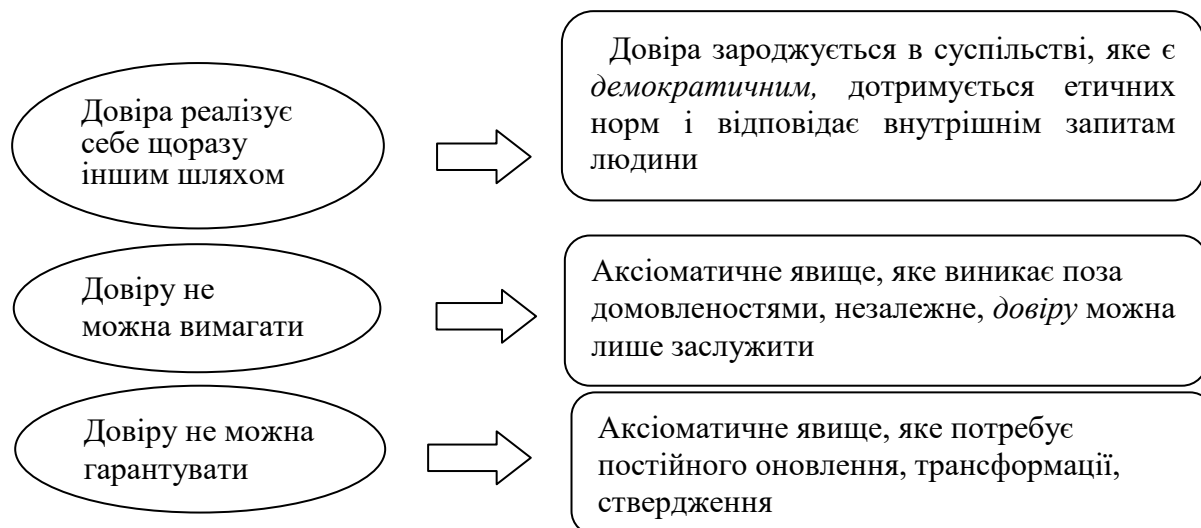 Довіра реалізує
себе щоразу
іншим шляхом
Довіра зароджується в суспільстві, яке є
демократичним, дотримується етичних
норм і відповідає внутрішнім запитам
людини
Довіру не
можна вимагати
Аксіоматичне явище, яке виникає поза
домовленостями, незалежне, довіру можна
лише заслужити
Довіру не можна
гарантувати
Аксіоматичне явище, яке потребує
постійного оновлення, трансформації,
ствердження